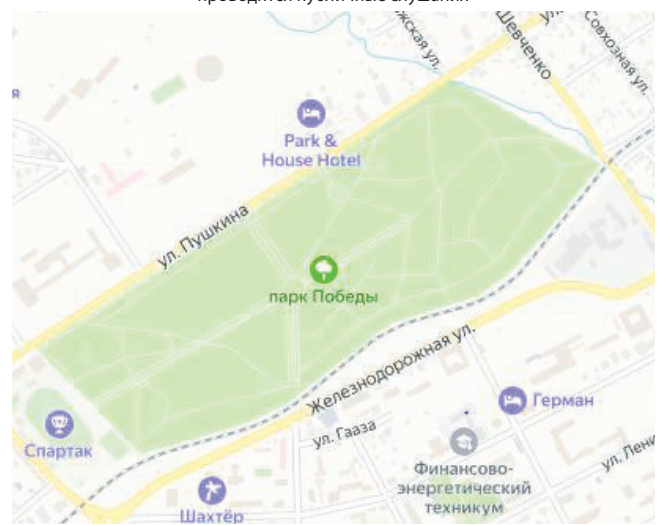 Шевченко
Совхозная ул.
ул.
Park &
House Hotel
я
ул. Пушкина
парк Победы
Железнодорожная ул.
Герман
ул. Гааза
Спартак
Финансово-
энергетический
техникум
Шахтёр